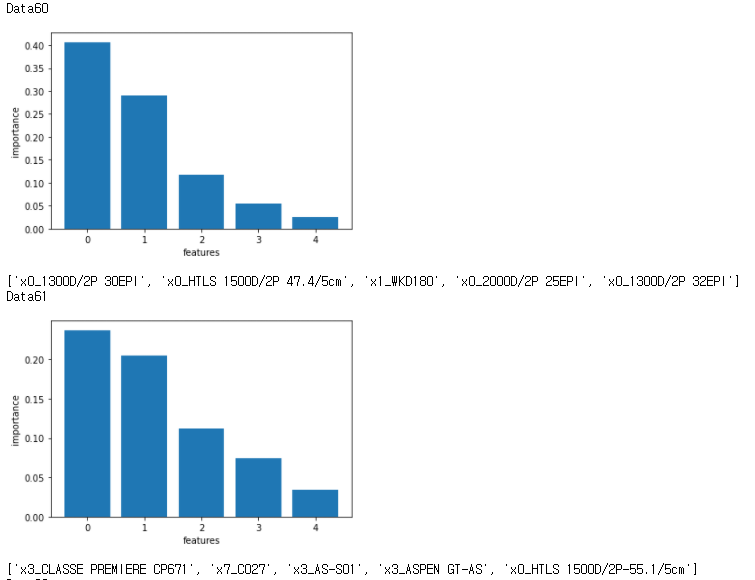 Data60
0.40
0.35
0.30
0.25
0.20
0.15
0.10
0.05
0.00
importance
0 1 2 3 4
features
['x0_1300D/2P 30EPI', 'x0_HTLS 1500D/2P 47.4/5cm', 'x1_WKD180', 'x0_2000D/2P 25EPI', 'x0_1300D/2P 32EPI']
Data61
0.20
0.15
0.10
0.05
0.00
importance
0 1 2 3 4
features
['x3_CLASSE PREMIERE CP671', 'x7_C027', 'x3_AS-S01', 'x3_ASPEN GT-AS', 'x0_HTLS 1500D/2P-55.1/5cm']